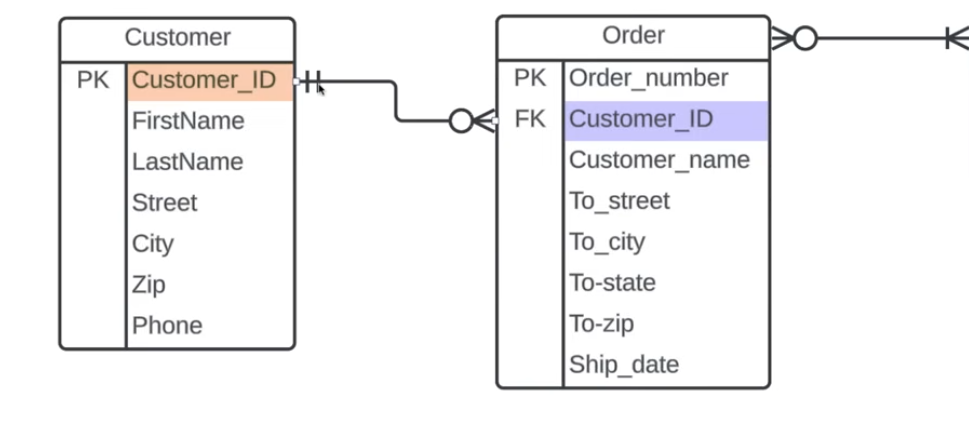 Customer
PK Customer_ID
FirstName
LastName
Street
City
Zip
Phone
Order
PK Order_number
FK Customer_ID
Customer_name
To_street
To_city
To-state
To-zip
Ship_date